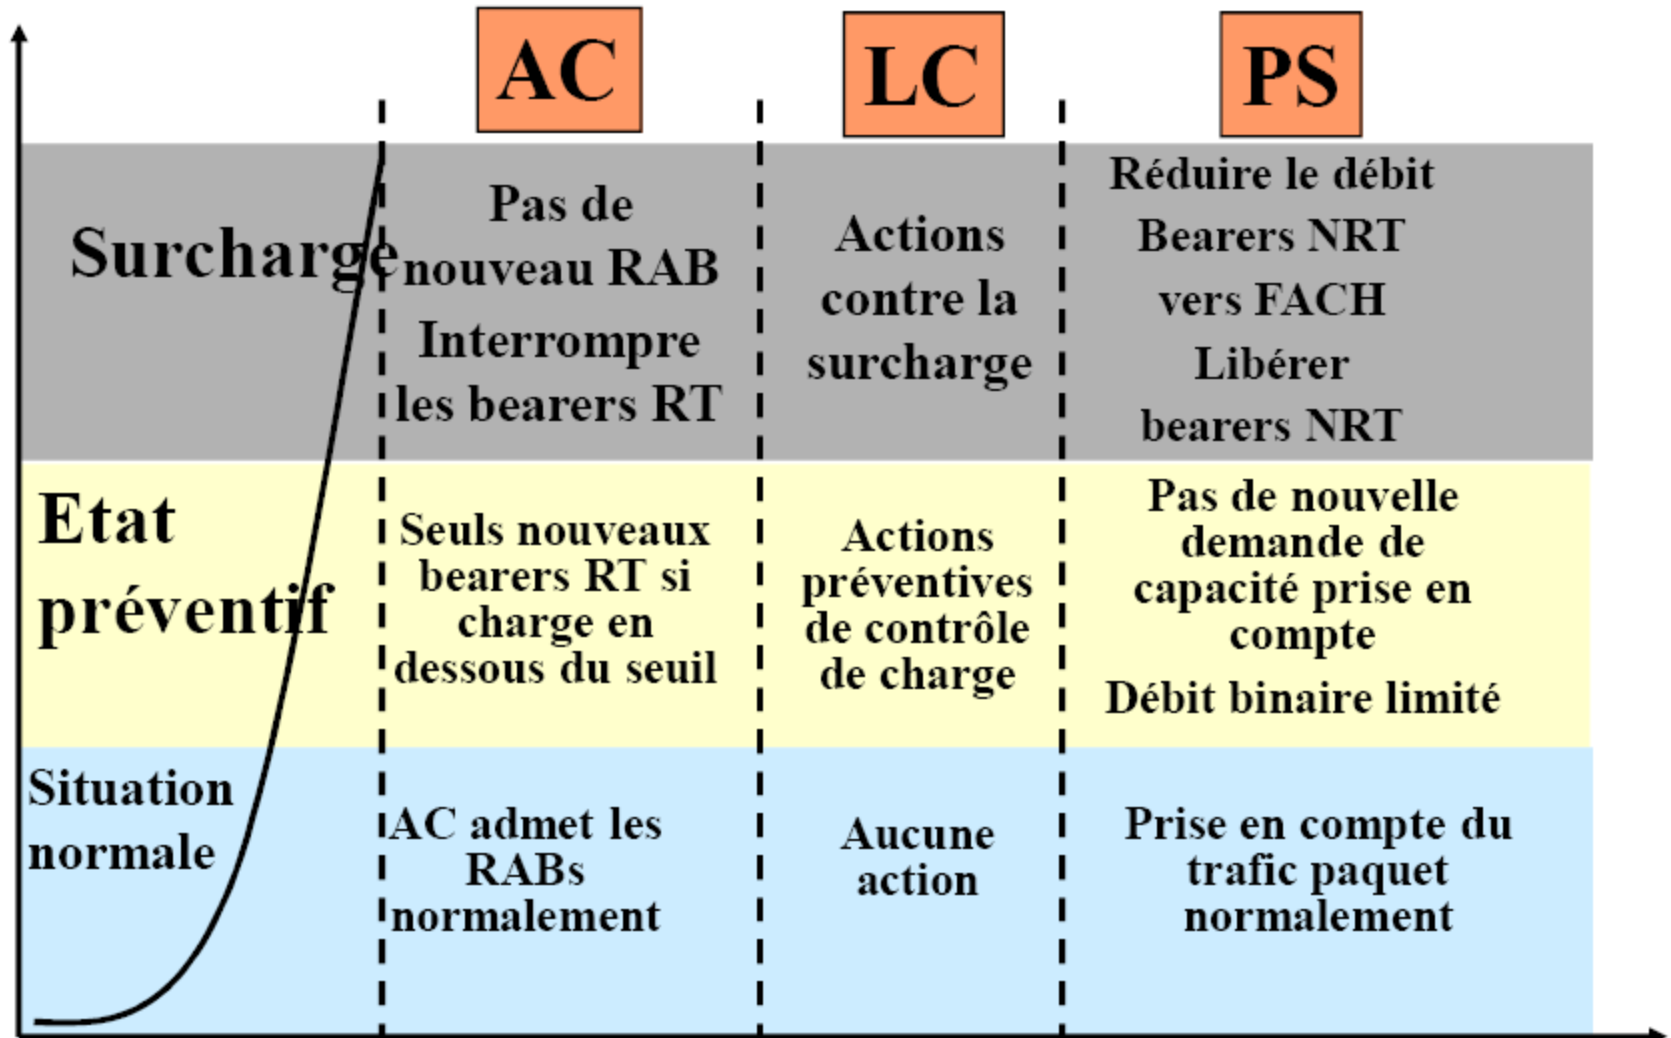 AC
LC
PS
Surcharge
Pas de
nouveau RAB
Interrompre
les bearers RT
Actions
contre la
surcharge
Réduire le débit
Bearers NRT
vers FACH
Libérer
bearers NRT
Etat
préventif
Seuls nouveaux
bearers RT si
charge en
dessous du seuil
Actions
préventives
de contrôle
de charge
Pas de nouvelle
demande de
capacité prise en
compte
Débit binaire limité
Situation
normale
AC admet les
RABs
normalement
Aucune
action
Prise en compte du
trafic paquet
normalement